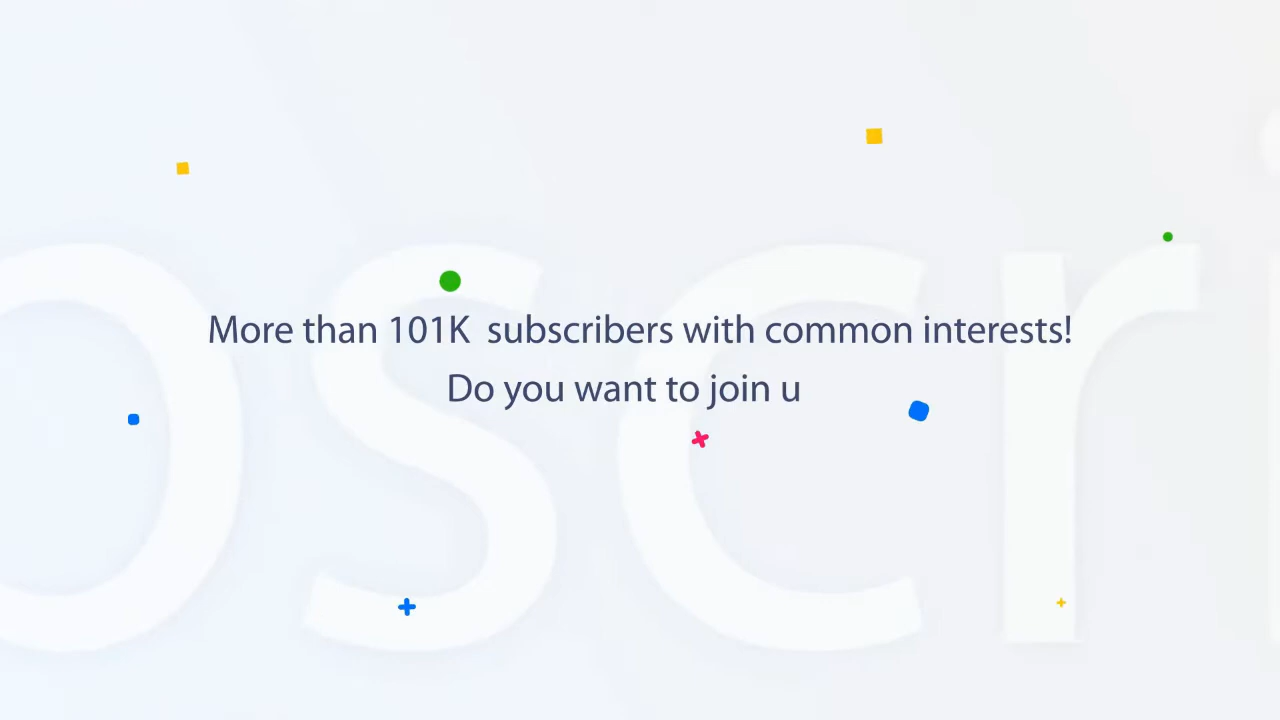 More than 101K  subscribers with common interests!
Do you want to join u